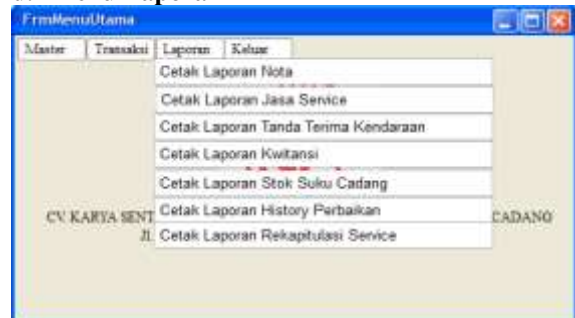 FrmMenuUtama
Master Transaksi Laporan Keluar
Cetak Laporan Nota
Cetak Laporan Jasa Service
Cetak Laporan Tanda Terima Kendaraan
Cetak Laporan Kwitansi
Cetak Laporan Stok Suku Cadang
Cetak Laporan History Perbaikan
CV. KARYA SENT CADANG
Cetak Laporan Rekapitulasi Service
Jl.